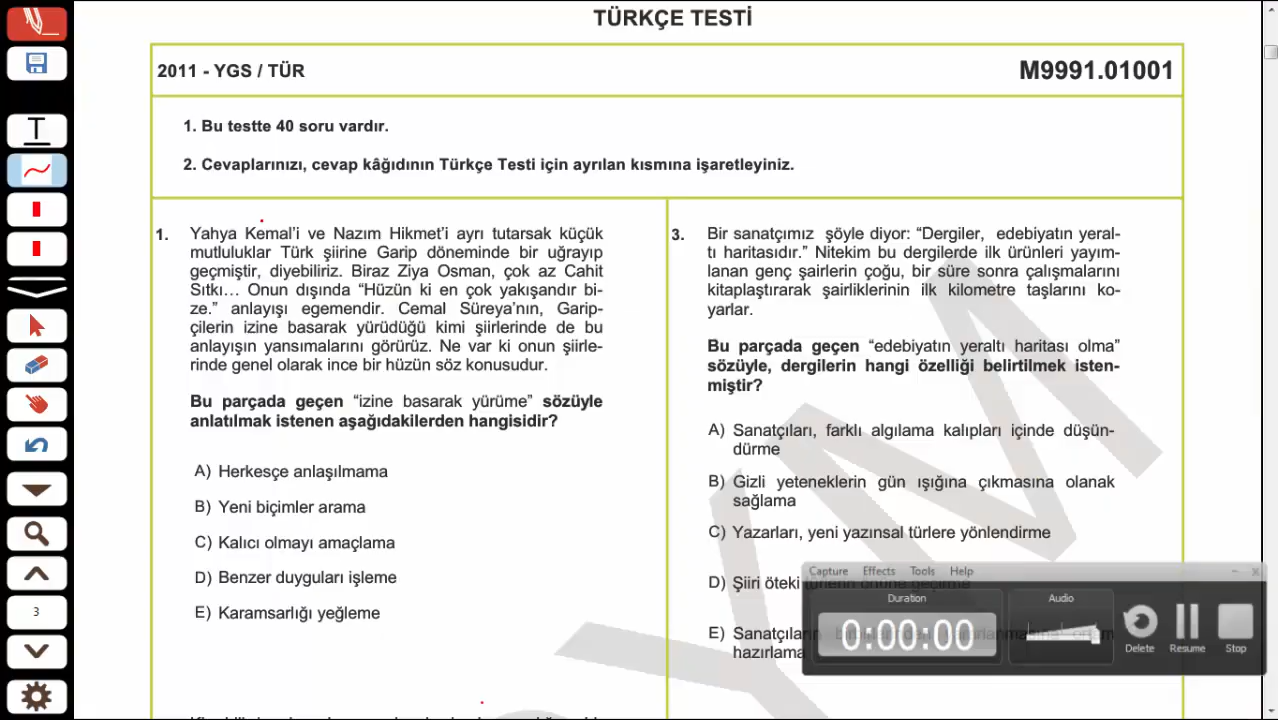 TÜRKÇE TESTİ
2011 - YGS / TÜR
M9991.01001
1. Bu testte 40 soru vardır.
2. Cevaplarınızı, cevap kâğıdının Türkçe Testi için ayrılan kısmına işaretleyiniz.
1. Yahya Kemal'i ve Nazım Hikmet'i ayrı tutarsak küçük
mutluluklar Türk şiirine Garip döneminde bir uğrayıp
geçmiştir, diyebiliriz. Biraz Ziya Osman, çok az Cahit
Sıtkı… Onun dışında “Hüzün ki en çok yakışandır bi-
ze.” anlayışı egemendir. Cemal Süreya'nın, Garip-
çilerin izine basarak yürüdüğü kimi şiirlerinde de bu
anlayışın yansımalarını görürüz. Ne var ki onun şiirle-
rinde genel olarak ince bir hüzün söz konusudur.
Bu parçada geçen “izine basarak yürüme” sözüyle
anlatılmak istenen aşağıdakilerden hangisidir?
A) Herkesçe anlaşılmama
B) Yeni biçimler arama
C) Kalıcı olmayı amaçlama
D) Benzer duyguları işleme
E) Karamsarlığı yeğleme
3. Bir sanatçımız şöyle diyor: “Dergiler, edebiyatın yeral-
tı haritasıdır.” Nitekim bu dergilerde ilk ürünleri yayım-
lanan genç şairlerin çoğu, bir süre sonra çalışmalarını
kitaplaştırarak şairliklerinin ilk kilometre taşlarını ko-
yarlar.
Bu parçada geçen “edebiyatın yeraltı haritası olma”
sözüyle, dergilerin hangi özelliği belirtilmek isten-
miştir?
A) Sanatçıları, farklı algılama kalıpları içinde düşün-
dürme
B) Gizli yeteneklerin gün ışığına çıkmasına olanak
sağlama
C) Yazarları, yeni yazınsal türlere yönlendirme
D) Şiiri öteki türlerin önüne geçirme
E) Sanatçıların
hazırlama
Capture Effects Tools Help
Duration
0:00:00
Audio
Delete Resume Stop
T
3